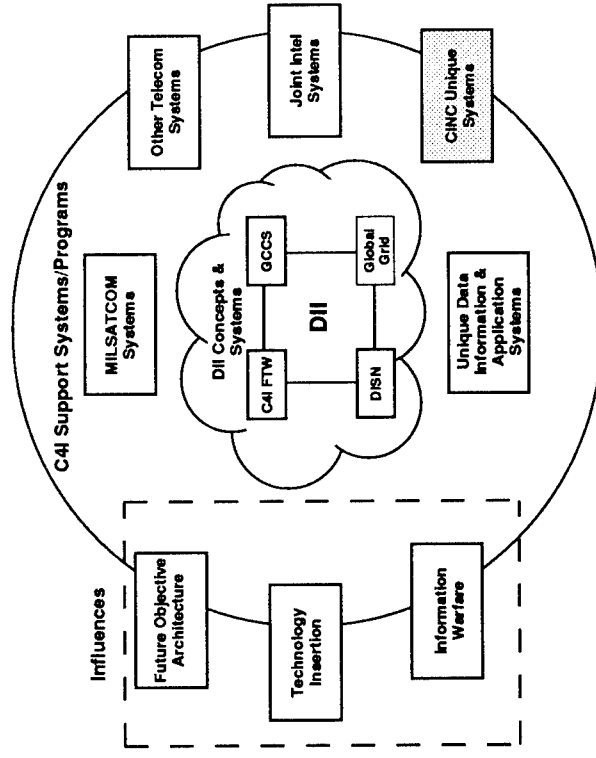 C4I Support Systems/Programs
Influences
Future Objective
Architecture
Technology
Insertion
Information
Warfare
MILSATCOM
Systems
Other Telecom
Systems
Joint Intel
Systems
CINC Unique
Systems
DII Concepts &
Systems
C4I FTW
GCCS
DII
DISN
Global
Grid
Unique Data
Information &
Application
Systems